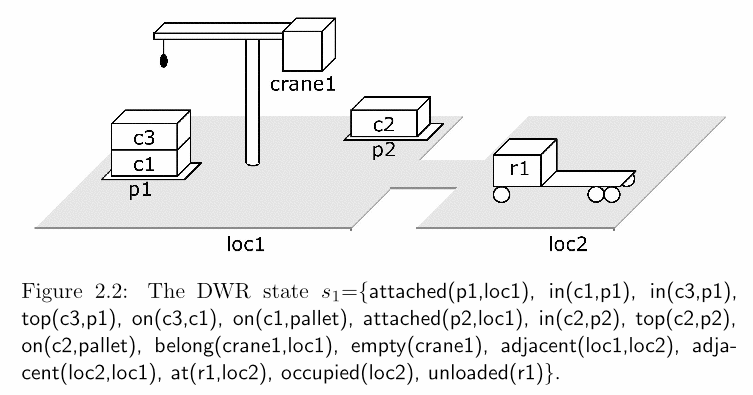 crane1
c3
c1
p1
c2
p2
r1
loc1
loc2
Figure 2.2: The DWR state s₁={attached(p1,loc1), in(c1,p1), in(c3,p1),
top(c3,p1), on(c3,c1), on(c1,pallet), attached(p2,loc1), in(c2,p2), top(c2,p2),
on(c2,pallet), belong(crane1,loc1), empty(crane1), adjacent(loc1,loc2), adja-
cent(loc2,loc1), at(r1,loc2), occupied(loc2), unloaded(r1)}.